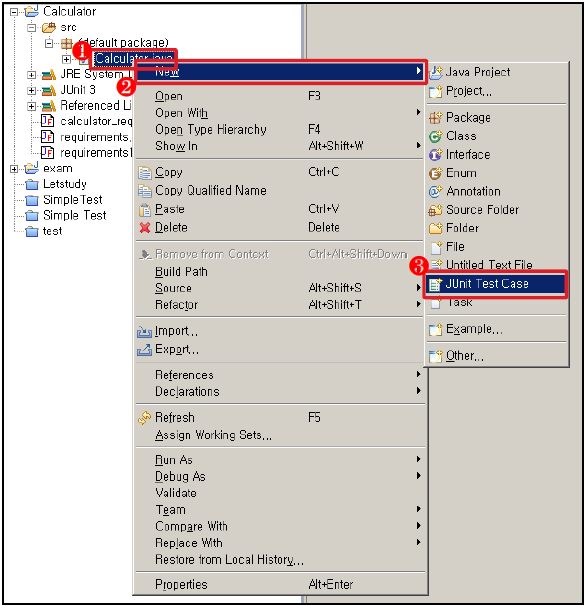 Calculator
src
(default package)
1
Calculator.java
JRE System L
JUnit 3
Referenced Li
calculator_req
requirements.
requirements1
exam
Letstudy
SimpleTest
Simple Test
test
2
New
Open F3
Open With
Open Type Hierarchy F4
Show In Alt+Shift+W
Copy Ctrl+C
Copy Qualified Name
Paste Ctrl+V
Delete Delete
Remove from Context Ctrl+Alt+Shift+Down
Build Path
Source Alt+Shift+S
Refactor Alt+Shift+T
Import...
Export...
References
Declarations
Refresh F5
Assign Working Sets...
Run As
Debug As
Validate
Team
Compare With
Replace With
Restore from Local History...
Properties Alt+Enter
Java Project
Project...
Package
Class
Interface
Enum
Annotation
Source Folder
Folder
File
Untitled Text File
3
JUnit Test Case
Task
Example...
Other...